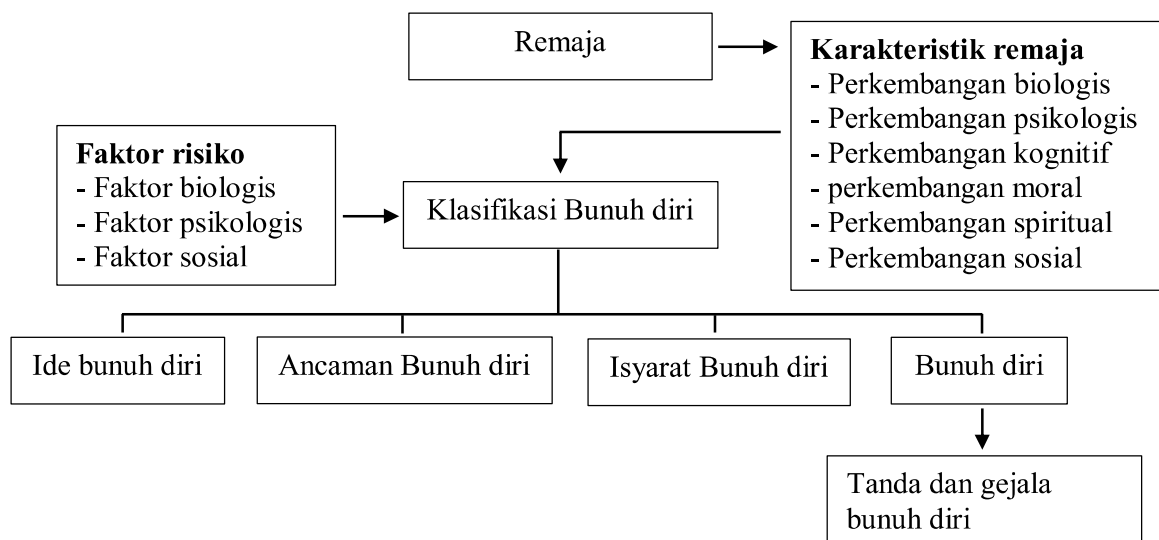 Remaja
Karakteristik remaja
- Perkembangan biologis
- Perkembangan psikologis
- Perkembangan kognitif
- perkembangan moral
- Perkembangan spiritual
- Perkembangan sosial
Faktor risiko
- Faktor biologis
- Faktor psikologis
- Faktor sosial
Klasifikasi Bunuh diri
Ide bunuh diri
Ancaman Bunuh diri
Isyarat Bunuh diri
Bunuh diri
Tanda dan gejala
bunuh diri